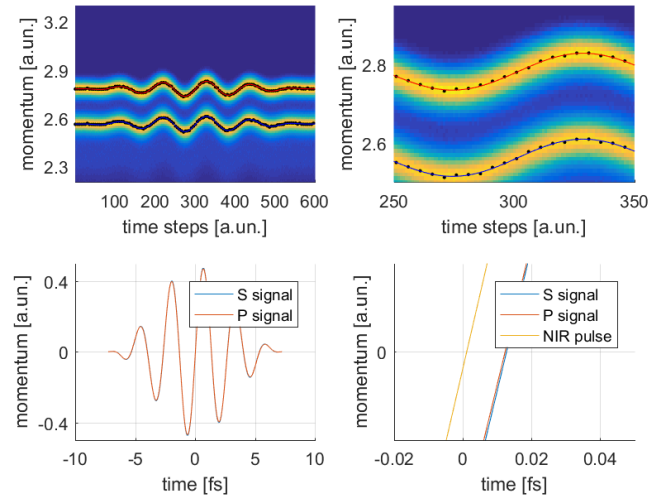 3.2
2.9
2.6
2.3
momentum [a.un.]
100 200 300 400 500 600
time steps [a.un.]
2.8
2.6
momentum [a.un.]
250 300 350
time steps [a.un.]
0.4
0
-0.4
momentum [a.un.]
S signal
P signal
-10 -5 0 5 10
time [fs]
0
momentum [a.un.]
S signal
P signal
NIR pulse
-0.02 0 0.02 0.04
time [fs]